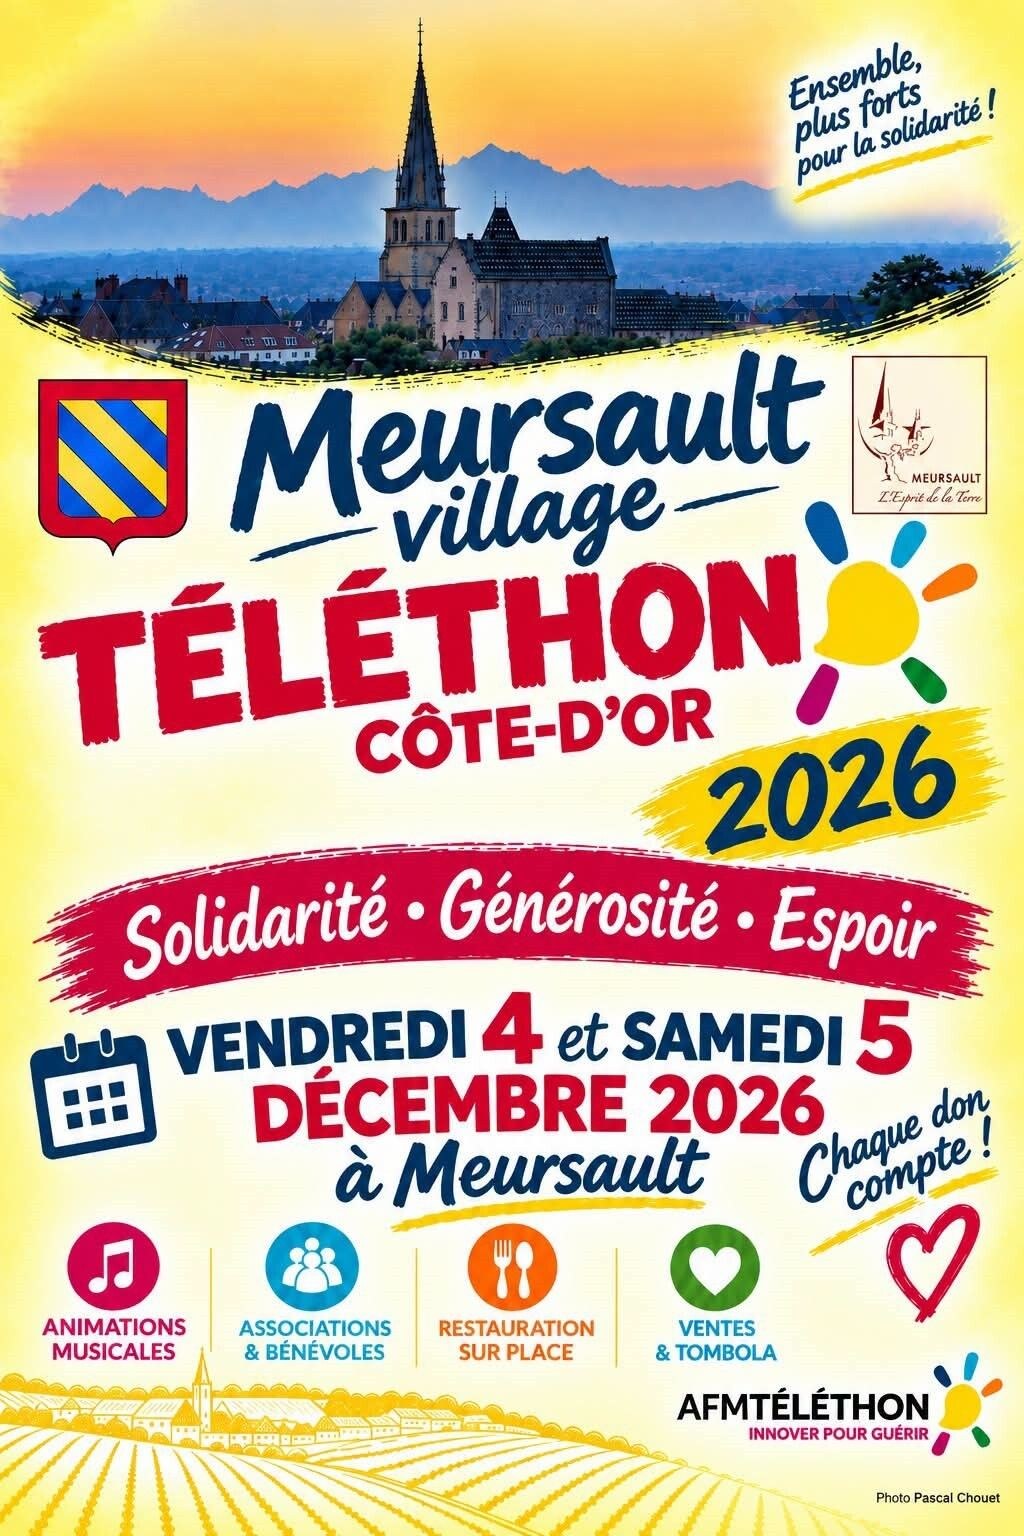 Ensemble,
plus forts
pour la solidarité !
Meursault
village
MEURSAULT
L'Esprit de la Terre
TÉLÉTHON
CÔTE-D'OR
2026
Solidarité • Générosité • Espoir
VENDREDI 4 et SAMEDI 5
DÉCEMBRE 2026
à Meursault
Chaque don
compte !
ANIMATIONS
MUSICALES
ASSOCIATIONS
& BÉNÉVOLES
RESTAURATION
SUR PLACE
VENTES
& TOMBOLA
AFMTÉLÉTHON
INNOVER POUR GUÉRIR
Photo Pascal Chouet